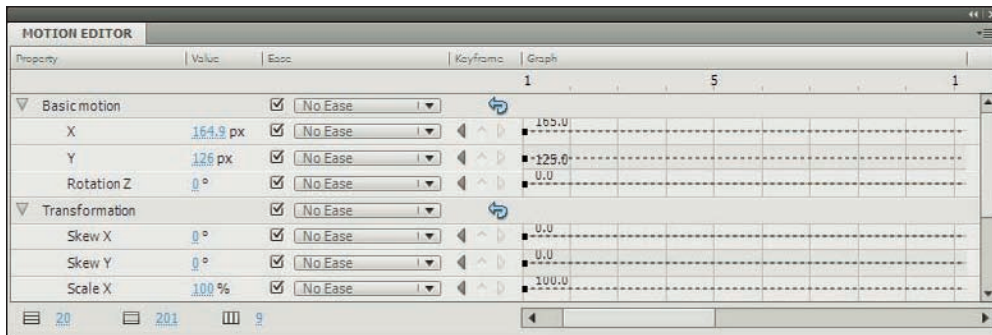 MOTION EDITOR
Property Value Ease Keyframe Graph
1 5 1
Basic motion No Ease
X 164.9 px No Ease 165.0
Y 126 px No Ease 125.0
Rotation Z 0 ° No Ease 0.0
Transformation No Ease
Skew X 0 ° No Ease 0.0
Skew Y 0 ° No Ease 0.0
Scale X 100 % No Ease 100.0
20 201 9